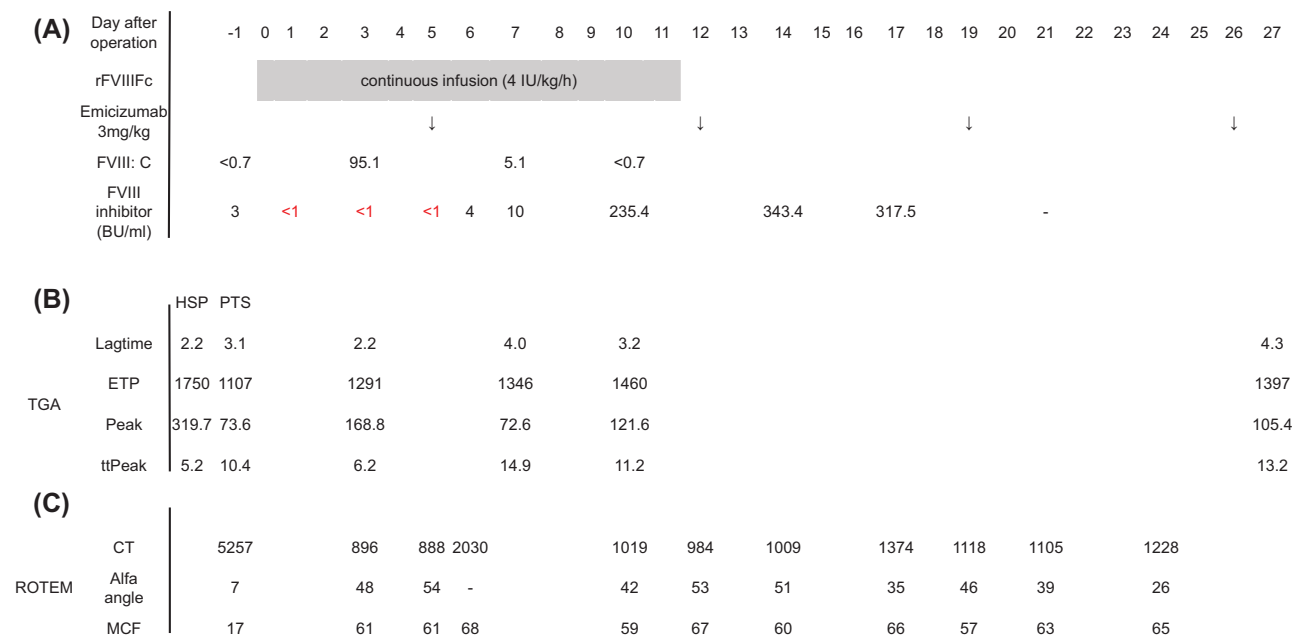 (A)
Day after
operation
-1 0 1 2 3 4 5 6 7 8 9 10 11 12 13 14 15 16 17 18 19 20 21 22 23 24 25 26 27
rFVIIIFc continuous infusion (4 IU/kg/h)
Emicizumab
3mg/kg
↓ ↓ ↓ ↓
FVIII: C <0.7 95.1 5.1 <0.7
FVIII
inhibitor
(BU/ml)
3 <1 <1 <1 4 10 235.4 343.4 317.5 -
(B)
HSP PTS
TGA
Lagtime 2.2 3.1 2.2 4.0 3.2 4.3
ETP 1750 1107 1291 1346 1460 1397
Peak 319.7 73.6 168.8 72.6 121.6 105.4
ttPeak 5.2 10.4 6.2 14.9 11.2 13.2
(C)
ROTEM
CT 5257 896 888 2030 1019 984 1009 1374 1118 1105 1228
Alfa
angle
7 48 54 - 42 53 51 35 46 39 26
MCF 17 61 61 68 59 67 60 66 57 63 65